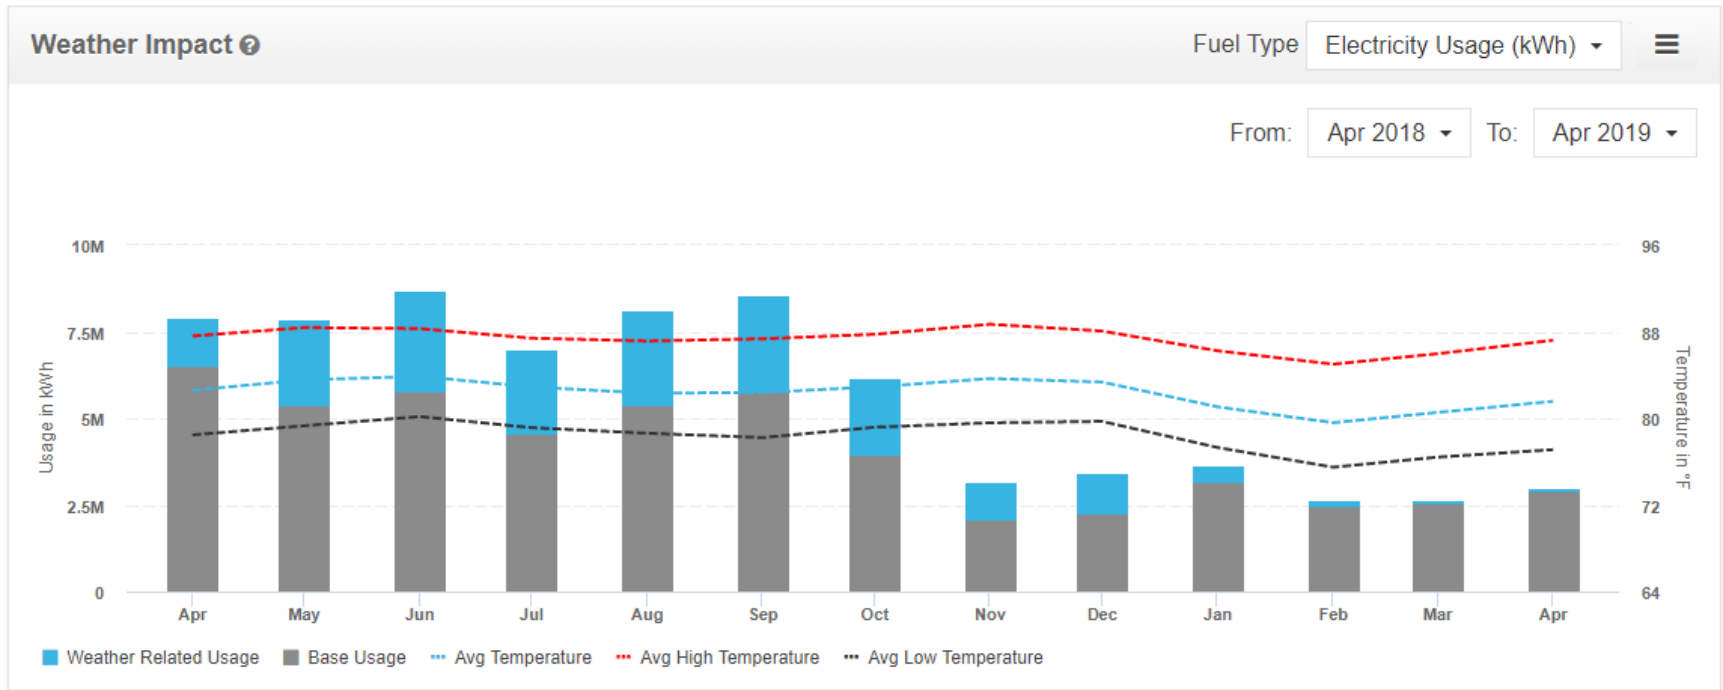 Weather Impact ?
Fuel Type Electricity Usage (kWh)
From: Apr 2018 To: Apr 2019
10M 96
7.5M 88
5M 80
2.5M 72
0 64
Usage in kWh
Temperature in °F
Apr May Jun Jul Aug Sep Oct Nov Dec Jan Feb Mar Apr
Weather Related Usage Base Usage Avg Temperature Avg High Temperature Avg Low Temperature